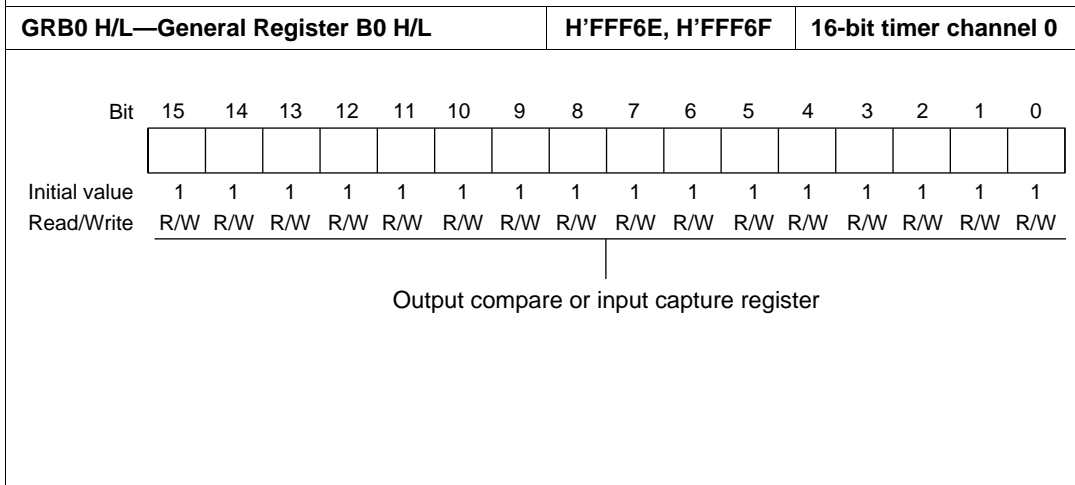 GRB0 H/L—General Register B0 H/L H'FFF6E, H'FFF6F 16-bit timer channel 0
Bit 15 14 13 12 11 10 9 8 7 6 5 4 3 2 1 0
Initial value 1 1 1 1 1 1 1 1 1 1 1 1 1 1 1 1
Read/Write R/W R/W R/W R/W R/W R/W R/W R/W R/W R/W R/W R/W R/W R/W R/W R/W
Output compare or input capture register